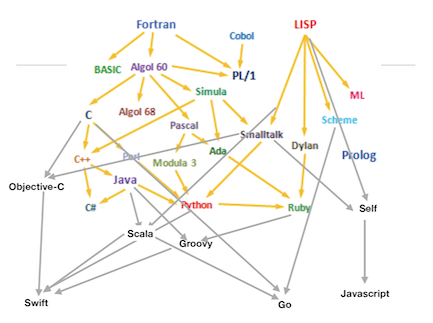 Fortran
LISP
Cobol
BASIC
Algol 60
PL/1
Simula
ML
C
Algol 68
Pascal
Scheme
Smalltalk
C++
Perl
Ada
Dylan
Prolog
Modula 3
Java
Objective-C
C#
Python
Ruby
Self
Scala
Groovy
Swift
Go
Javascript